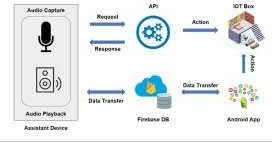 Audio Capture
Request
API
Action
IOT Box
Response
Action
Audio Playback
Data Transfer
Data Transfer
Assistant Device
Firebase DB
Android App